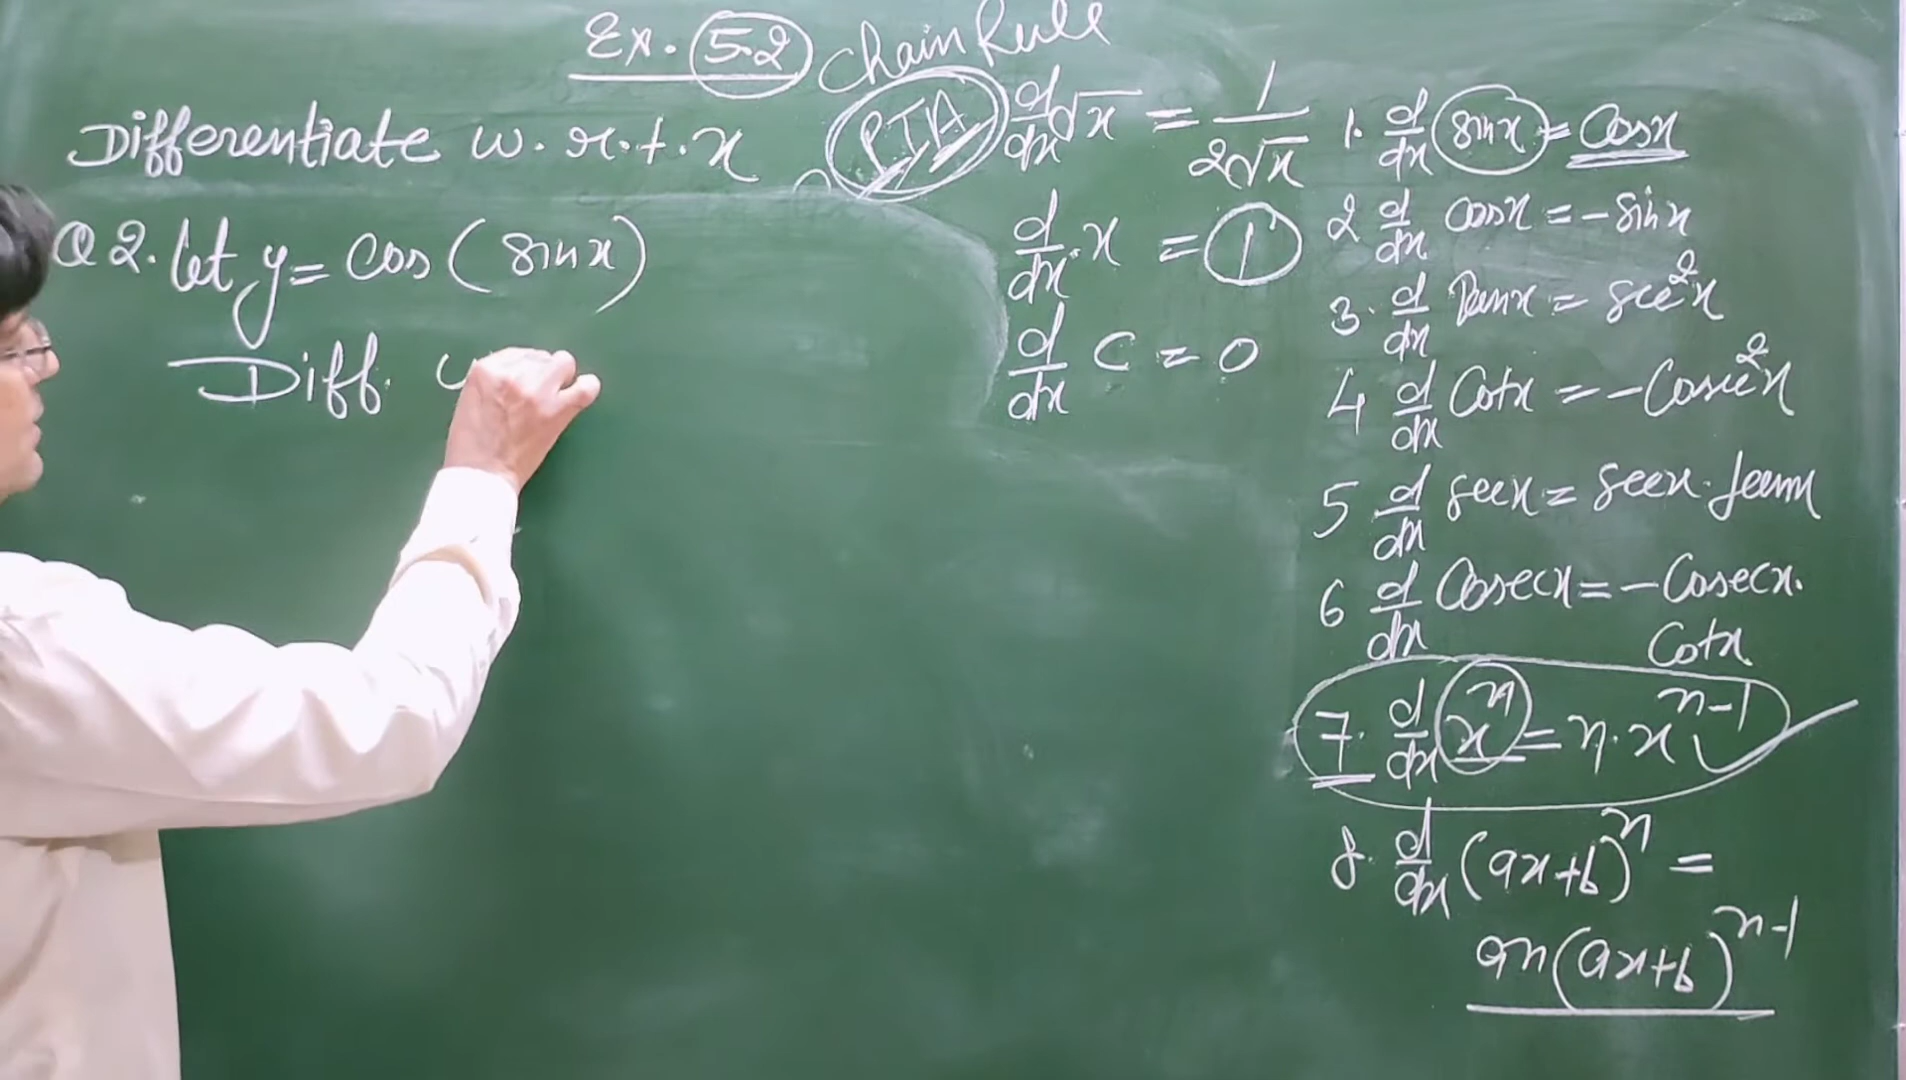 Ex. 5.2 Chain Rule
Differentiate w.r.t.x
PTA
Q2. let y = cos (sinx)
Diff. w
d/dx √x = 1/2√x
d/dx . x = 1
d/dx C = 0
1. d/dx sinx = Cosx
2 d/dx Cosx = -Sinx
3. d/dx Tanx = sec²x
4 d/dx Cotx = -Cosec²x
5 d/dx secx = secx.tanx
6 d/dx Cosecx = -Cosecx.
Cotx
7. d/dx xⁿ = n.xⁿ⁻¹
8. d/dx (ax+b)ⁿ =
an(ax+b)ⁿ⁻¹